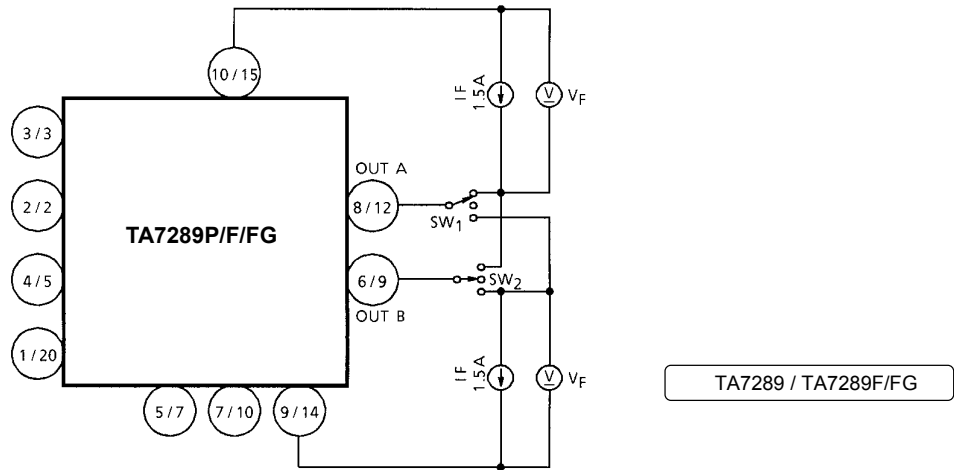 10 / 15
IF
1.5A
V
VF
3 / 3
OUT A
2 / 2
8 / 12
SW1
TA7289P/F/FG
4 / 5
6 / 9
SW2
OUT B
1 / 20
IF
1.5A
V
VF
TA7289 / TA7289F/FG
5 / 7
7 / 10
9 / 14